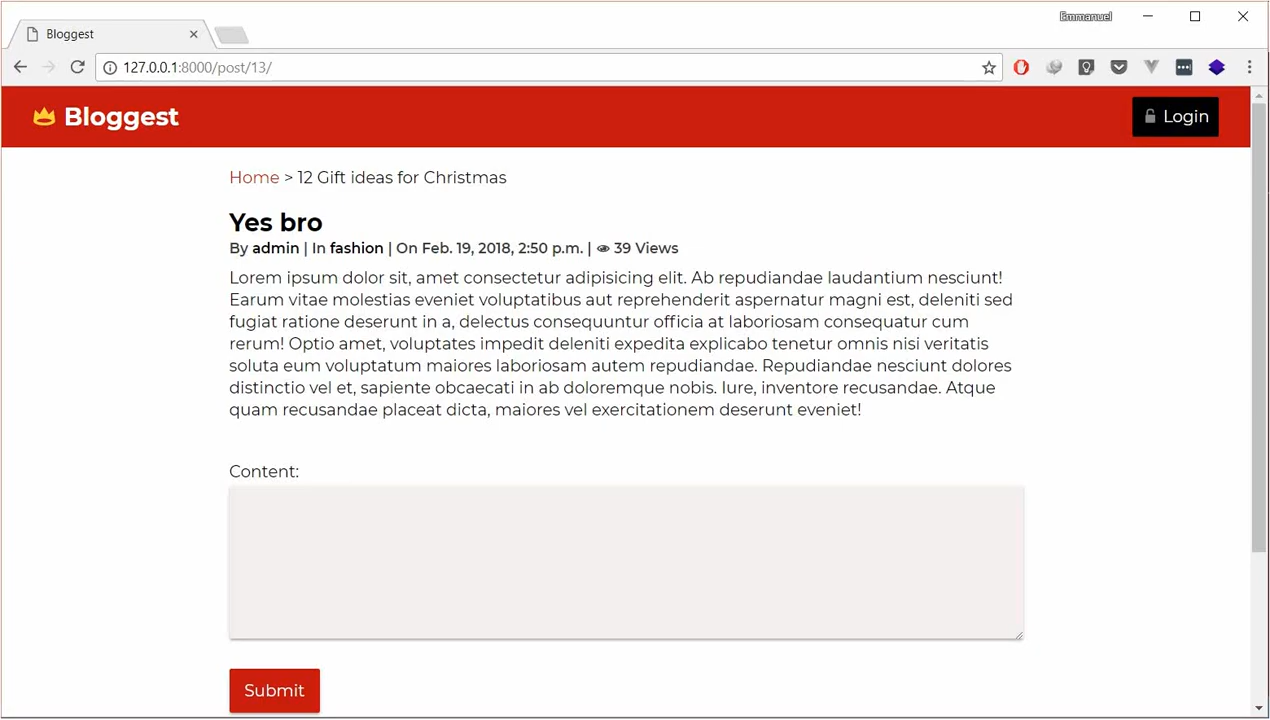 Emmanuel
Bloggest
127.0.0.1:8000/post/13/
Bloggest
Login
Home > 12 Gift ideas for Christmas
Yes bro
By admin | In fashion | On Feb. 19, 2018, 2:50 p.m. | 39 Views
Lorem ipsum dolor sit, amet consectetur adipisicing elit. Ab repudiandae laudantium nesciunt!
Earum vitae molestias eveniet voluptatibus aut reprehenderit aspernatur magni est, deleniti sed
fugiat ratione deserunt in a, delectus consequuntur officia at laboriosam consequatur cum
rerum! Optio amet, voluptates impedit deleniti expedita explicabo tenetur omnis nisi veritatis
soluta eum voluptatum maiores laboriosam autem repudiandae. Repudiandae nesciunt dolores
distinctio vel et, sapiente obcaecati in ab doloremque nobis. Iure, inventore recusandae. Atque
quam recusandae placeat dicta, maiores vel exercitationem deserunt eveniet!
Content:
Submit